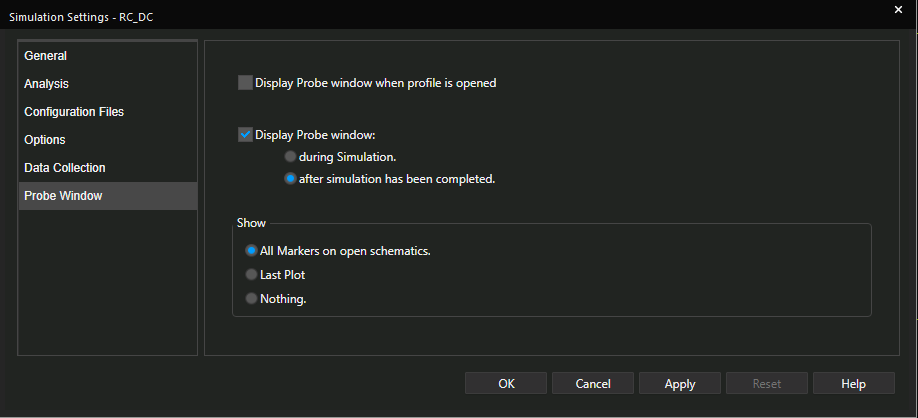 Simulation Settings - RC_DC
General
Analysis
Configuration Files
Options
Data Collection
Probe Window
Display Probe window when profile is opened
Display Probe window:
during Simulation.
after simulation has been completed.
Show
All Markers on open schematics.
Last Plot
Nothing.
OK Cancel Apply Reset Help